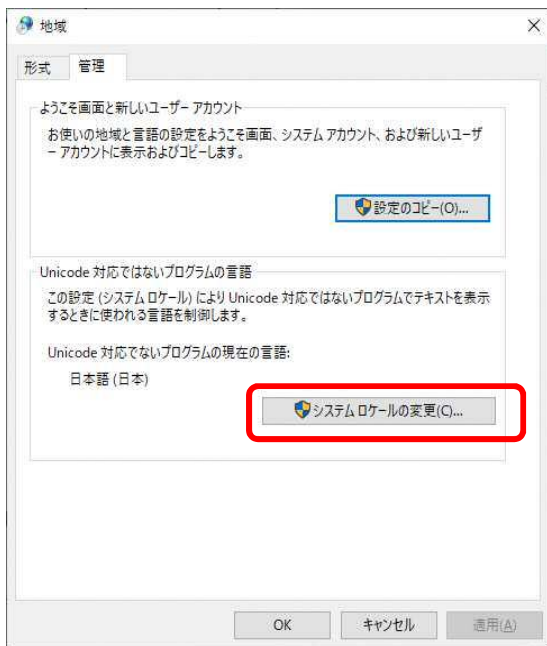 地域
形式 管理
ようこそ画面と新しいユーザー アカウント
お使いの地域と言語の設定をようこそ画面、システム アカウント、および新しいユーザ
ー アカウントに表示およびコピーします。
設定のコピー(O)...
Unicode 対応ではないプログラムの言語
この設定 (システム ロケール) により Unicode 対応ではないプログラムでテキストを表示
するときに使われる言語を制御します。
Unicode 対応でないプログラムの現在の言語:
日本語 (日本)
システム ロケールの変更(C)...
OK キャンセル 適用(A)